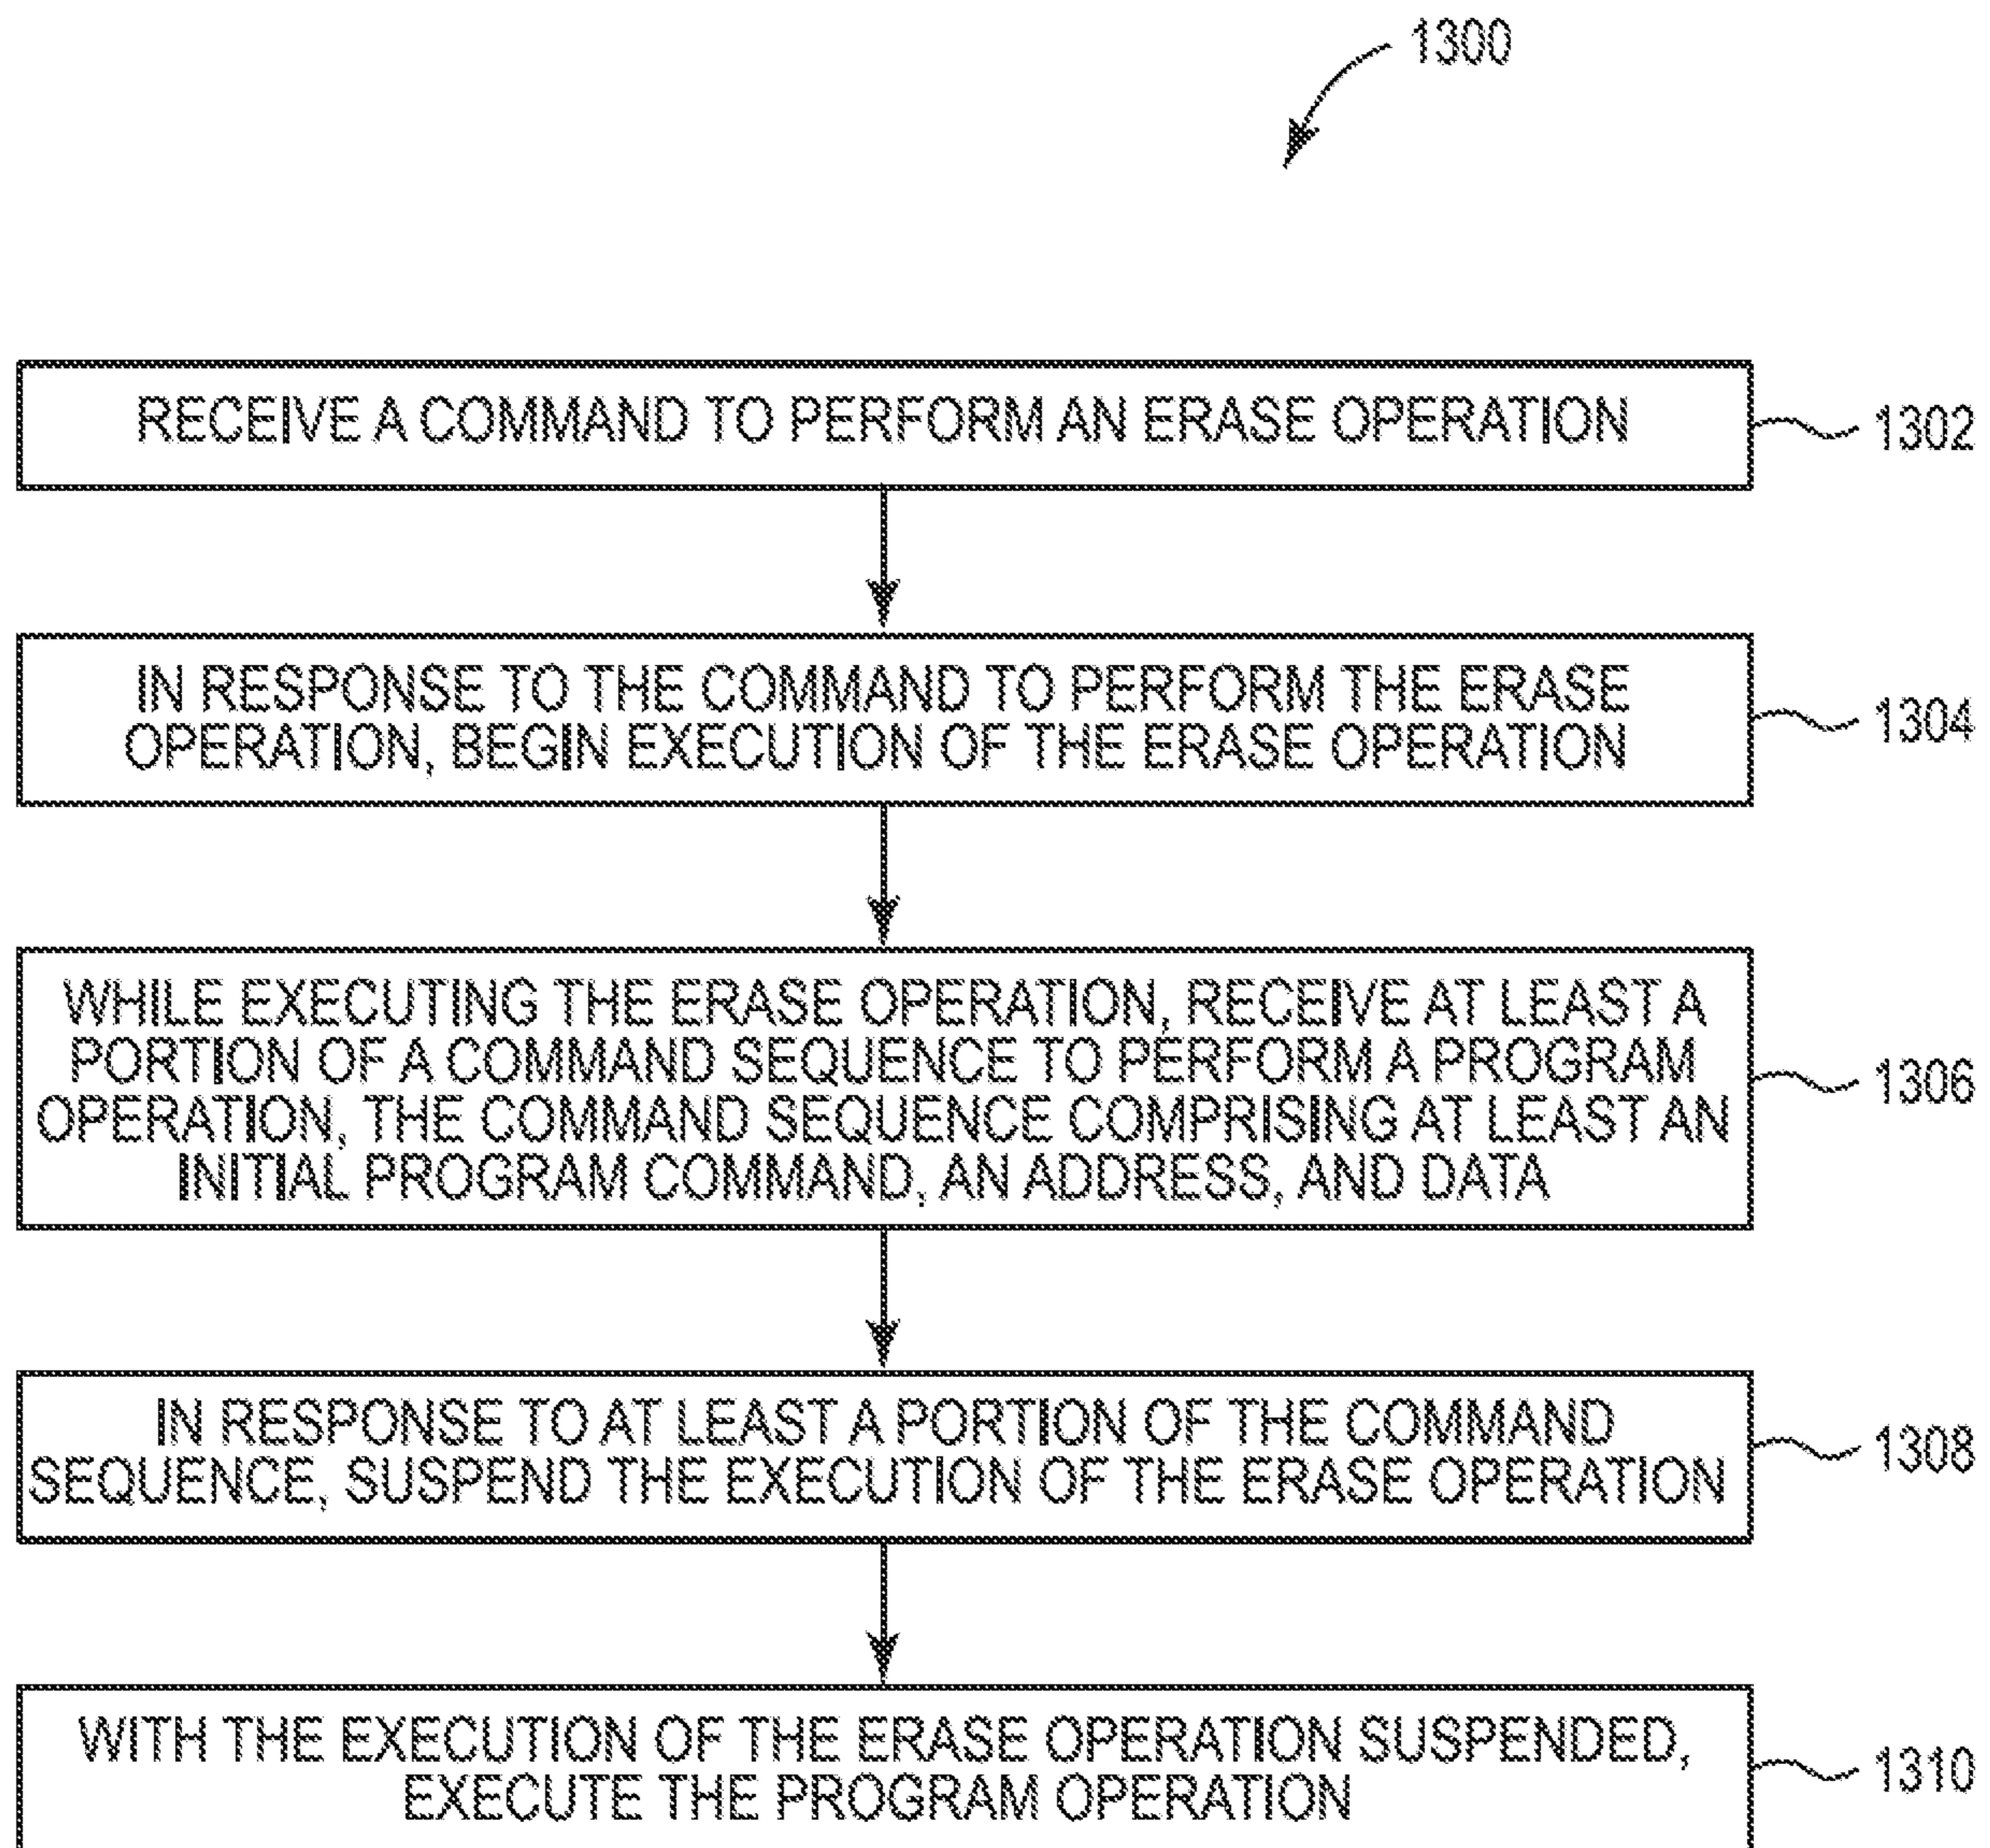 1300
RECEIVE A COMMAND TO PERFORM AN ERASE OPERATION
1302
IN RESPONSE TO THE COMMAND TO PERFORM THE ERASE
OPERATION, BEGIN EXECUTION OF THE ERASE OPERATION
1304
WHILE EXECUTING THE ERASE OPERATION, RECEIVE AT LEAST A
PORTION OF A COMMAND SEQUENCE TO PERFORM A PROGRAM
OPERATION, THE COMMAND SEQUENCE COMPRISING AT LEAST AN
INITIAL PROGRAM COMMAND, AN ADDRESS, AND DATA
1306
IN RESPONSE TO AT LEAST A PORTION OF THE COMMAND
SEQUENCE, SUSPEND THE EXECUTION OF THE ERASE OPERATION
1308
WITH THE EXECUTION OF THE ERASE OPERATION SUSPENDED,
EXECUTE THE PROGRAM OPERATION
1310